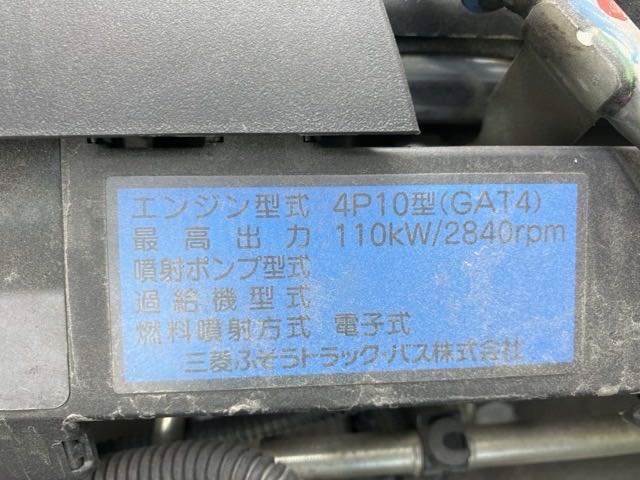 エンジン型式 4P10型(GAT4)
最高出力 110kW/2840rpm
噴射ポンプ型式
過給機型式
燃料噴射方式 電子式
三菱ふそうトラック・バス株式会社